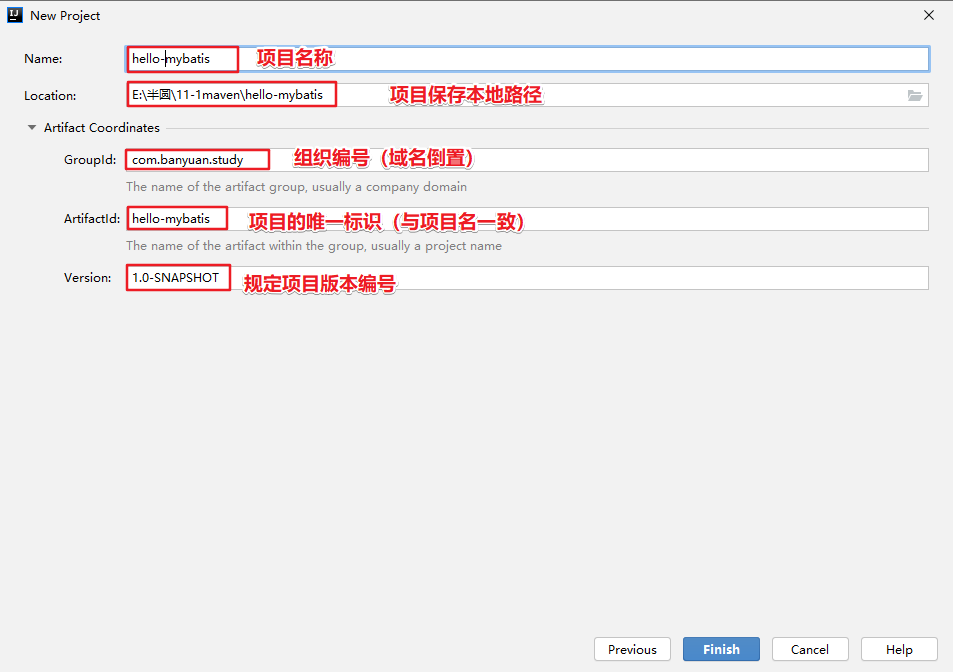 New Project
Name: hello-mybatis 项目名称
Location: E:\半圆\11-1maven\hello-mybatis 项目保存本地路径
Artifact Coordinates
GroupId: com.banyuan.study 组织编号（域名倒置）
The name of the artifact group, usually a company domain
ArtifactId: hello-mybatis 项目的唯一标识（与项目名一致）
The name of the artifact within the group, usually a project name
Version: 1.0-SNAPSHOT 规定项目版本编号
Previous Finish Cancel Help